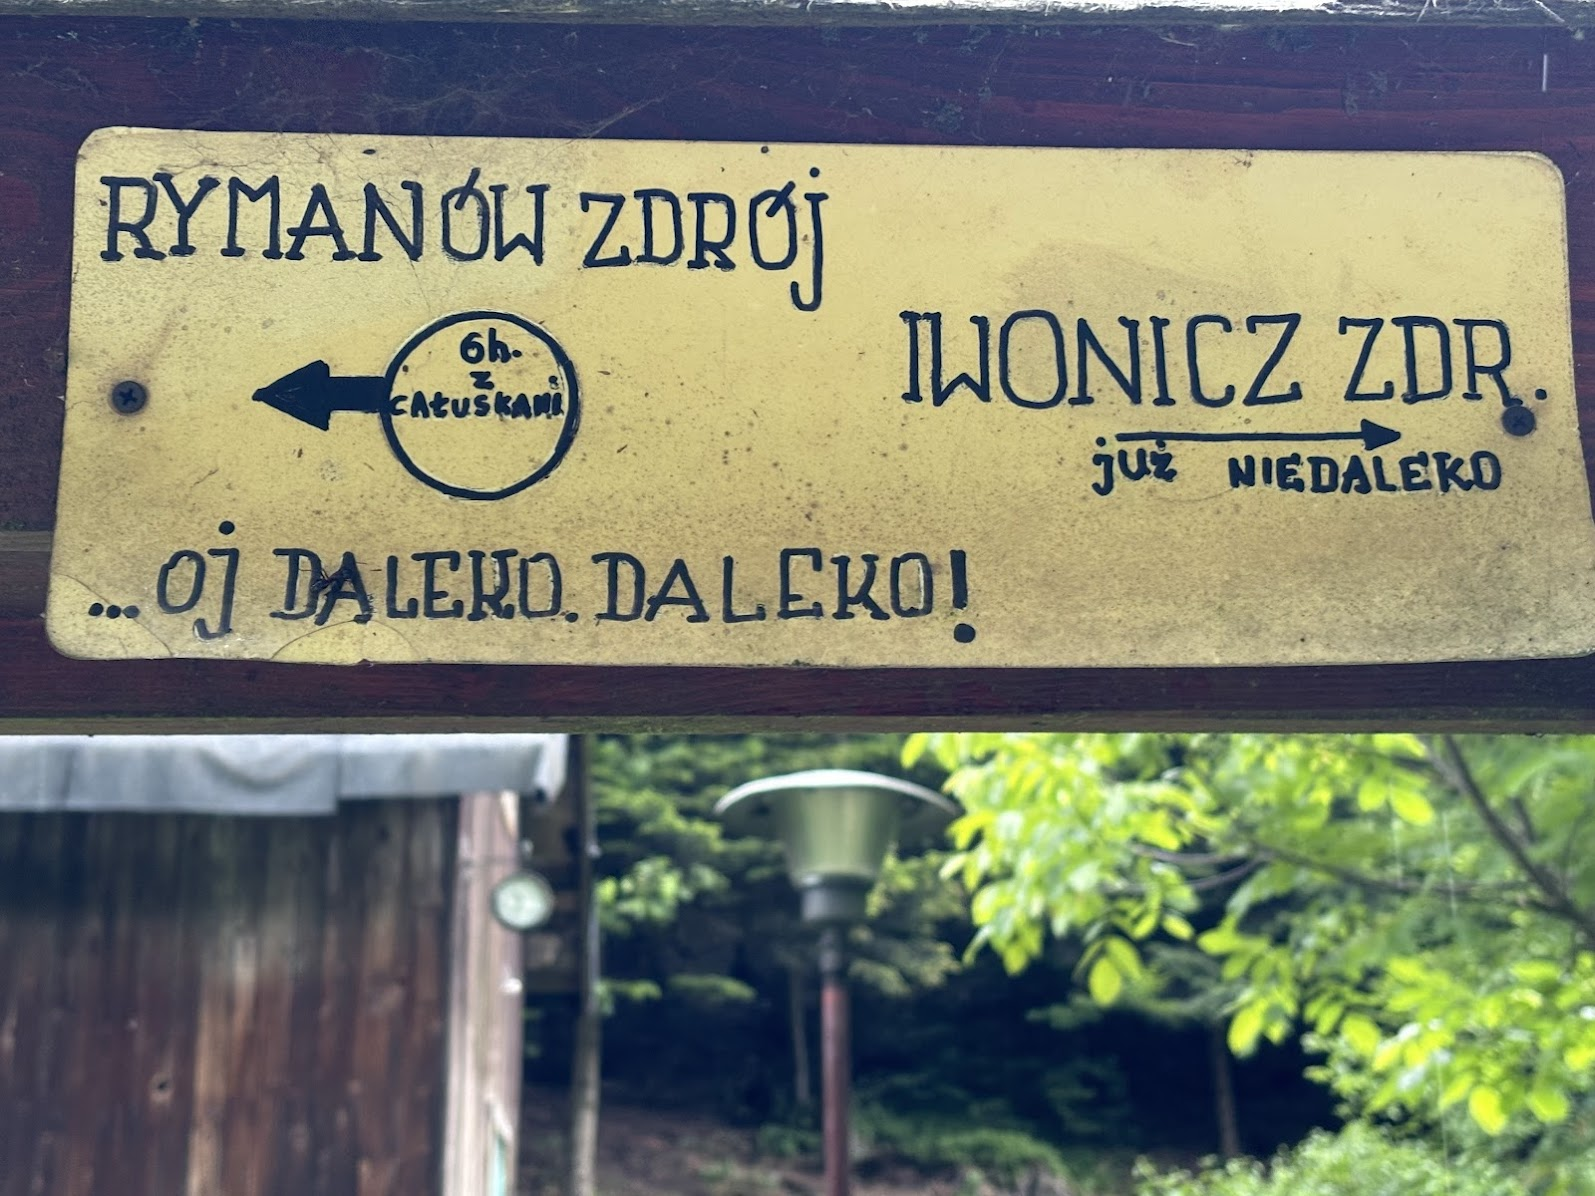 RYMANÓW ZDRÓJ
6h.
z
CAŁUSKAMI
IWONICZ ZDR.
już NIEDALEKO
...oj DALEKO. DALEKO!